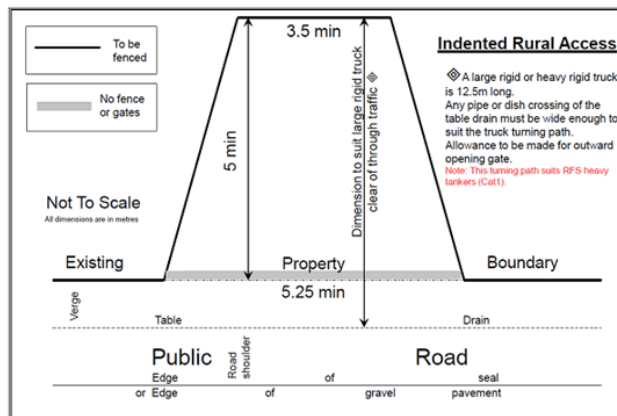 To be
fenced
No fence
or gates
Not To Scale
All dimensions are in metres
3.5 min
5 min
Dimension to suit large rigid truck
clear of through traffic ◈
Indented Rural Access
◈ A large rigid or heavy rigid truck
is 12.5m long.
Any pipe or dish crossing of the
table drain must be wide enough to
suit the truck turning path.
Allowance to be made for outward
opening gate.
Note: This turning path suits RFS heavy
tankers (Cat1).
Existing Property Boundary
5.25 min
Verge
Table Drain
Public Road
Road
shoulder
Edge of seal
or Edge of gravel pavement